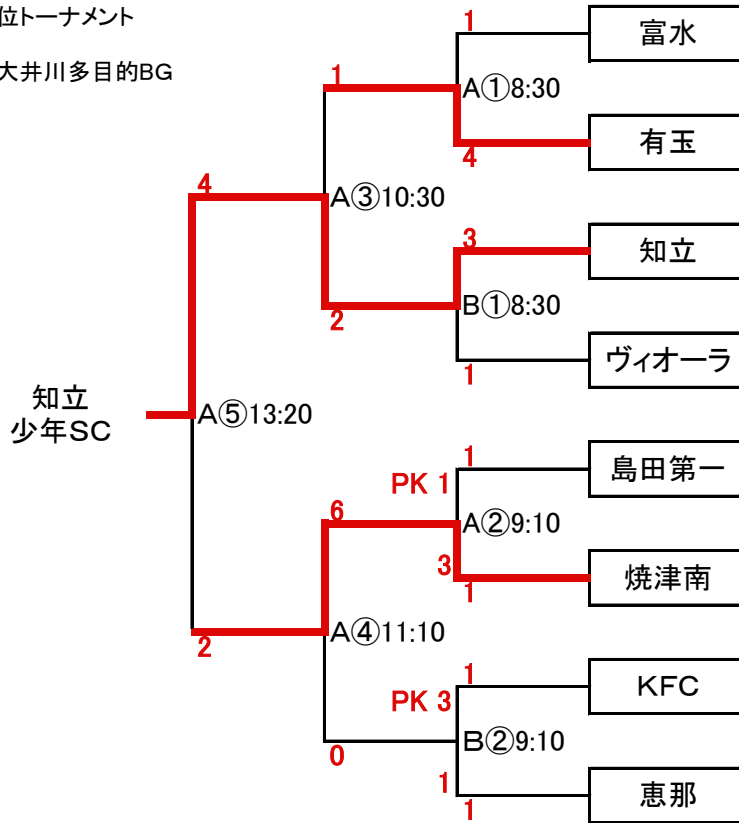 位トーナメント
大井川多目的BG
1
富水
A①8:30
1
4
有玉
4
A③10:30
3
知立
2
B①8:30
1
ヴィオーラ
知立
少年SC
A⑤13:20
1
島田第一
PK 1
6
A②9:10
3
1
焼津南
2
A④11:10
1
KFC
PK 3
0
B②9:10
1
1
恵那